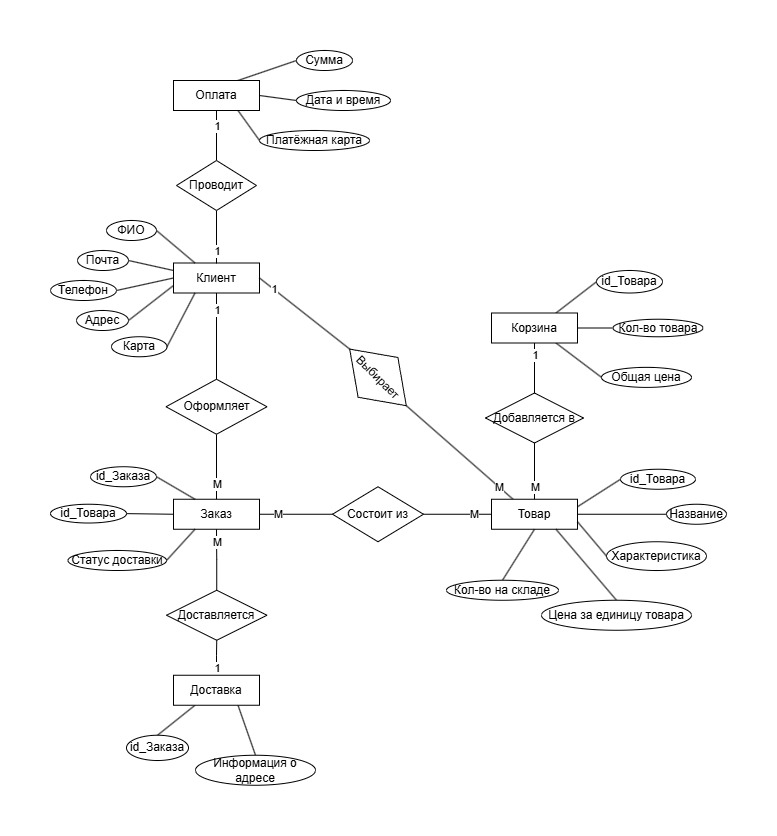 Сумма
Оплата
Дата и время
1
Платёжная карта
Проводит
ФИО
1
Почта
Клиент
Телефон
1
1
Адрес
Карта
id_Товара
Корзина
Кол-во товара
1
Общая цена
Выбирает
Оформляет
Добавляется в
id_Заказа
М
М
М
id_Товара
id_Товара
Заказ
М
Состоит из
М
Товар
Название
М
Статус доставки
Характеристика
Кол-во на складе
Цена за единицу товара
Доставляется
1
Доставка
id_Заказа
Информация о
адресе